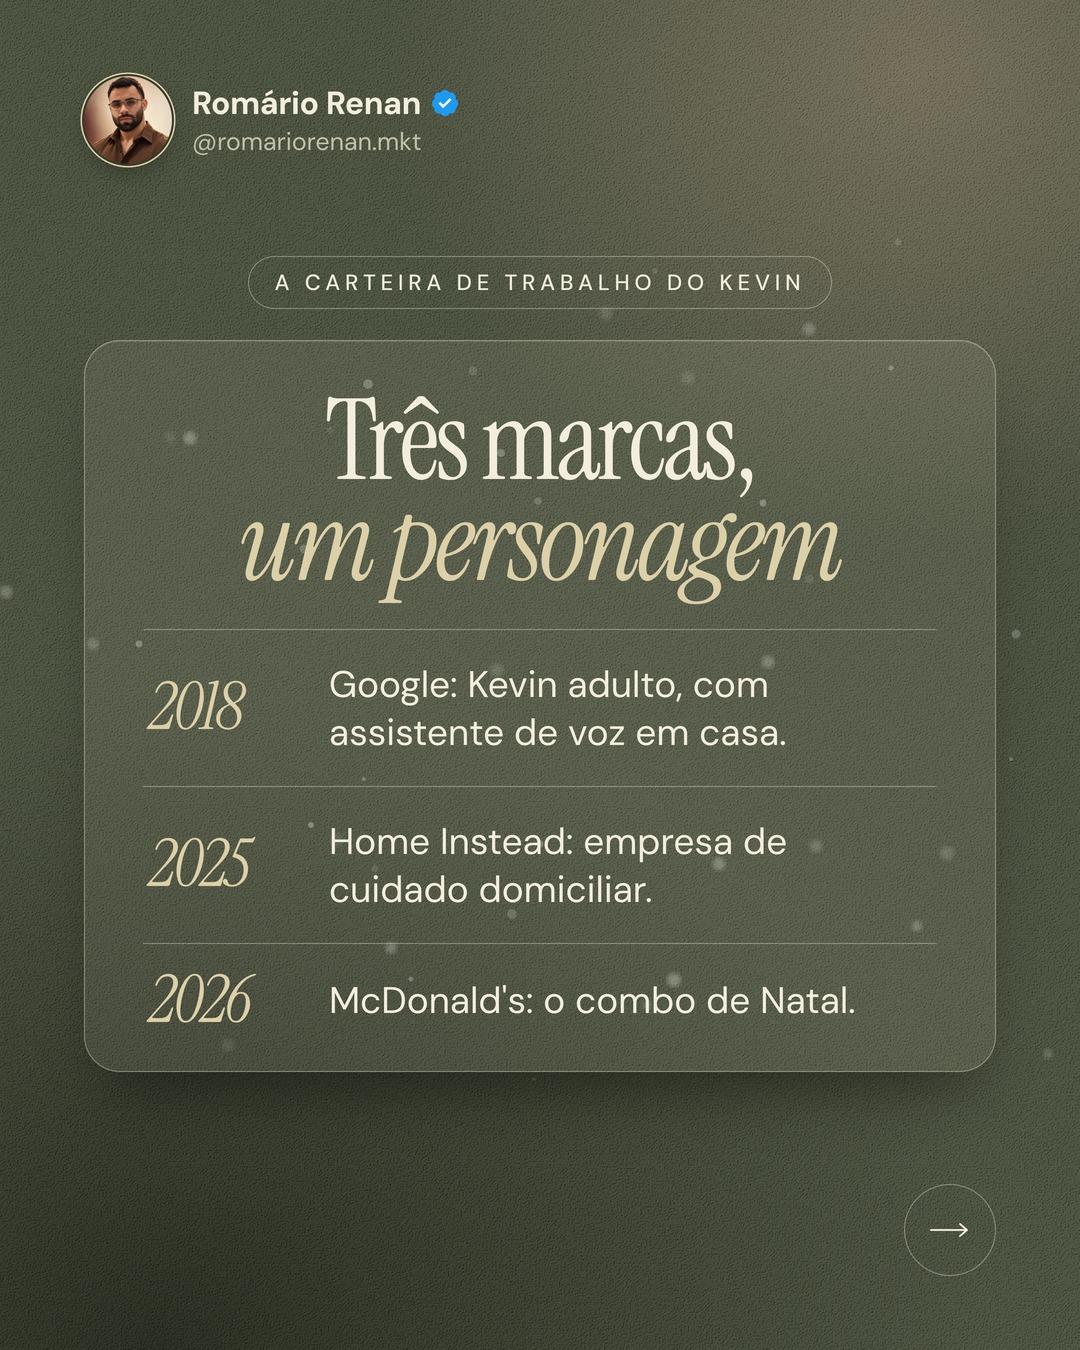 Romário Renan
@romariorenan.mkt
A CARTEIRA DE TRABALHO DO KEVIN
Três marcas,
um personagem
2018
Google: Kevin adulto, com
assistente de voz em casa.
2025
Home Instead: empresa de
cuidado domiciliar.
2026
McDonald's: o combo de Natal.